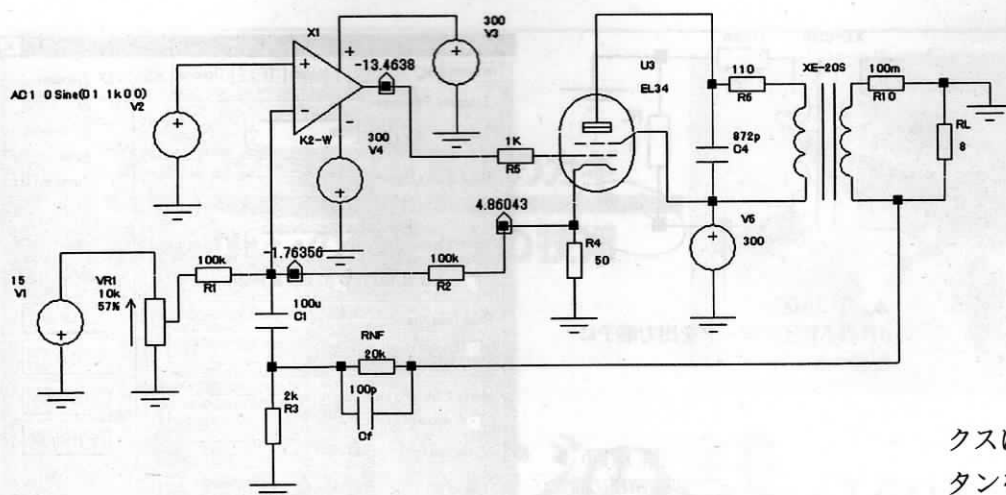 X1
-13.4638
K2-W
300
V3
300
V4
AC1 0 Sine(0 1 1k 0 0)
V2
U3
EL34
110
R6
XE-20S
100m
R10
872p
C4
RL
8
1K
R5
4.86043
V5
300
R4
50
-1.76356
100k
R1
100k
R2
15
V1
VR1
10k
57%
100u
C1
RNF
20k
100p
Cf
2k
R3
クスに
タン